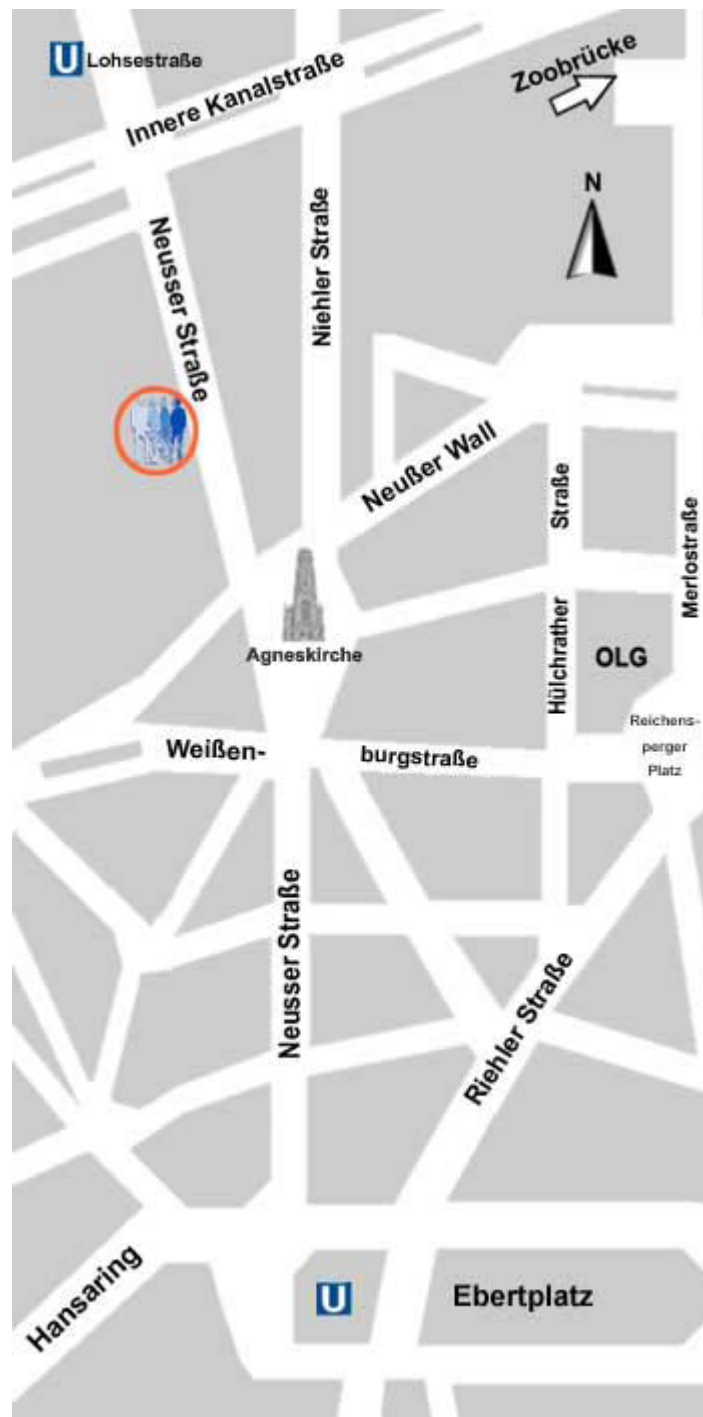 U Lohsestraße
Zoobrücke
Innere Kanalstraße
N
Neusser Straße
Niehler Straße
Neußer Wall
Straße
Hülchrather
Merlostraße
Agneskirche
OLG
Reichens-
perger
Platz
Weißen-
burgstraße
Neusser Straße
Riehler Straße
Hansaring
U
Ebertplatz